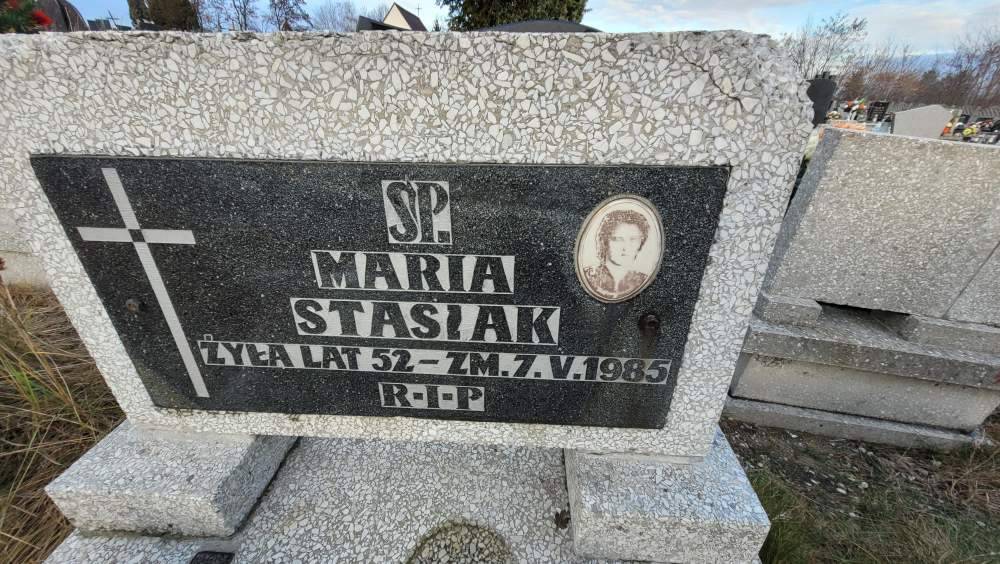 ŚP.
MARIA
STASIAK
ŻYŁA LAT 52 - ZM. 7. V. 1985
R-I-P